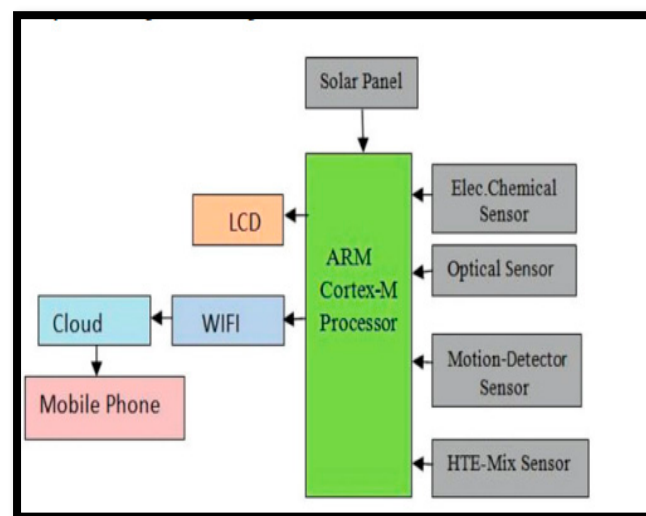 Solar Panel
Elec.Chemical
Sensor
LCD
ARM
Cortex-M
Processor
Optical Sensor
Cloud
WIFI
Motion-Detector
Sensor
Mobile Phone
HTE-Mix Sensor